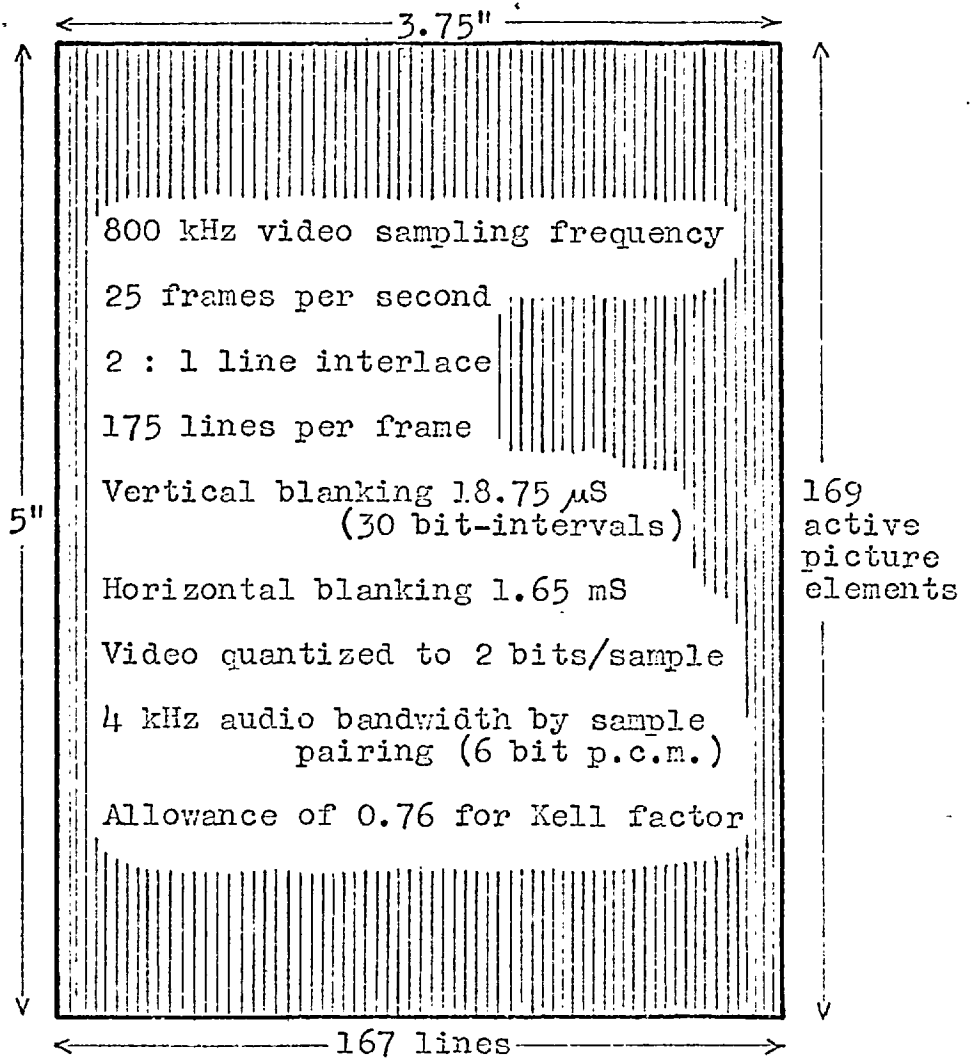 3.75"
800 kHz video sampling frequency
25 frames per second
2 : 1 line interlace
175 lines per frame
Vertical blanking 18.75 μS
(30 bit-intervals)
Horizontal blanking 1.65 mS
Video quantized to 2 bits/sample
4 kHz audio bandwidth by sample
pairing (6 bit p.c.m.)
Allowance of 0.76 for Kell factor
5"
169
active
picture
elements
167 lines